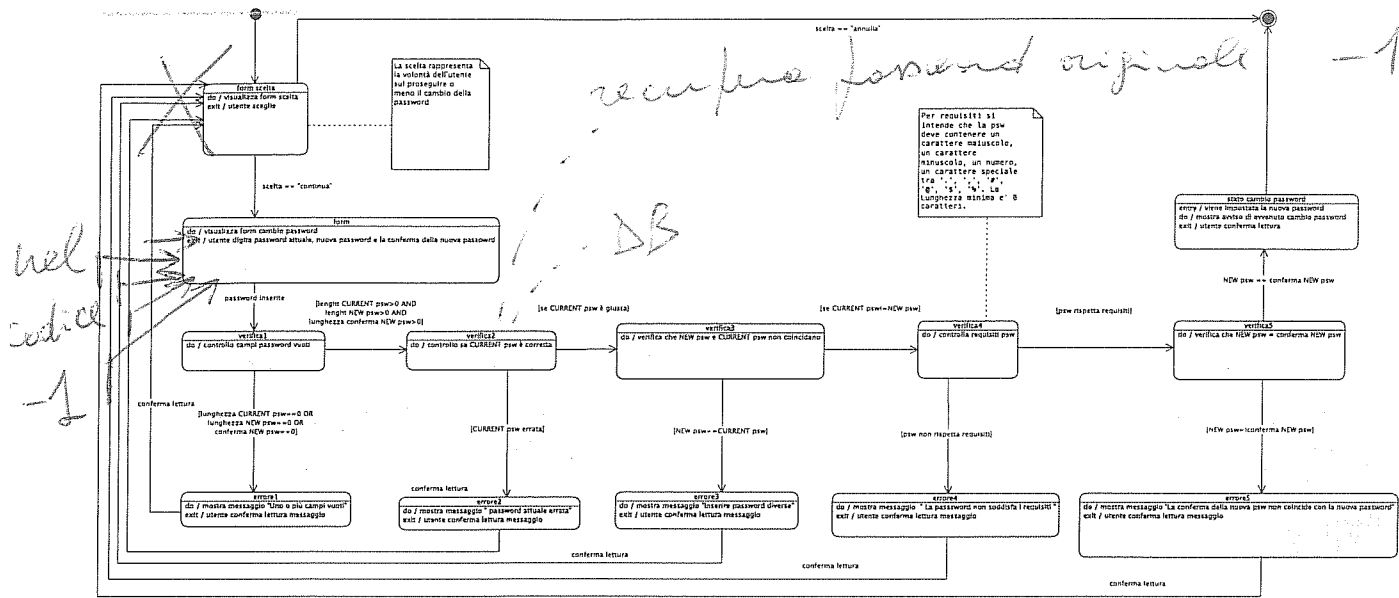 scelta == "annulla"
recupero password originale -1
La scelta rappresenta
la volontà dell'utente
sul proseguire o
meno il cambio della
password
form scelta
do / visualizza form scelta
exit / utente sceglie
Per requisiti si
intende che la psw
deve contenere un
carattere maiuscolo,
un carattere
minuscolo, un numero,
un carattere speciale
tra
'@', '$', '%'. La
Lunghezza minima e' 8
caratteri.
scelta == "continua"
stato cambio password
entry / viene impostata la nuova password
do / mostra avviso di avvenuto cambio password
exit / utente conferma lettura
form
do / visualizza form cambio password
exit / utente digita password attuale, nuova password e la conferma della nuova password
DB
nel
codice
-1
NEW psw == conferma NEW psw
password inserite
[lenght CURRENT psw>0 AND
lenght NEW psw>0 AND
lunghezza conferma NEW psw>0]
[se CURRENT psw è giusta]
[se CURRENT psw!=NEW psw]
[psw rispetta requisiti]
verifica1
do / controllo campi password vuoti
verifica2
do / controllo se CURRENT psw è corretta
verifica3
do / verifica che NEW psw e CURRENT psw non coincidano
verifica4
do / controlla requisiti psw
verifica5
do / verifica che NEW psw = conferma NEW psw
conferma lettura
[lunghezza CURRENT psw==0 OR
lunghezza NEW psw==0 OR
conferma NEW psw==0]
[CURRENT psw errata]
[NEW psw==CURRENT psw]
[psw non rispetta requisiti]
[NEW psw=!conferma NEW psw]
conferma lettura
errore1
do / mostra messaggio "Uno o più campi vuoti"
exit / utente conferma lettura messaggio
errore2
do / mostra messaggio " password attuale errata"
exit / utente conferma lettura messaggio
errore3
do / mostra messaggio "Inserire password diverse"
exit / utente conferma lettura messaggio
errore4
do / mostra messaggio " La password non soddisfa i requisiti "
exit / utente conferma lettura messaggio
errore5
do / mostra messaggio "La conferma della nuova psw non coincide con la nuova password"
exit / utente conferma lettura messaggio
conferma lettura
conferma lettura
conferma lettura